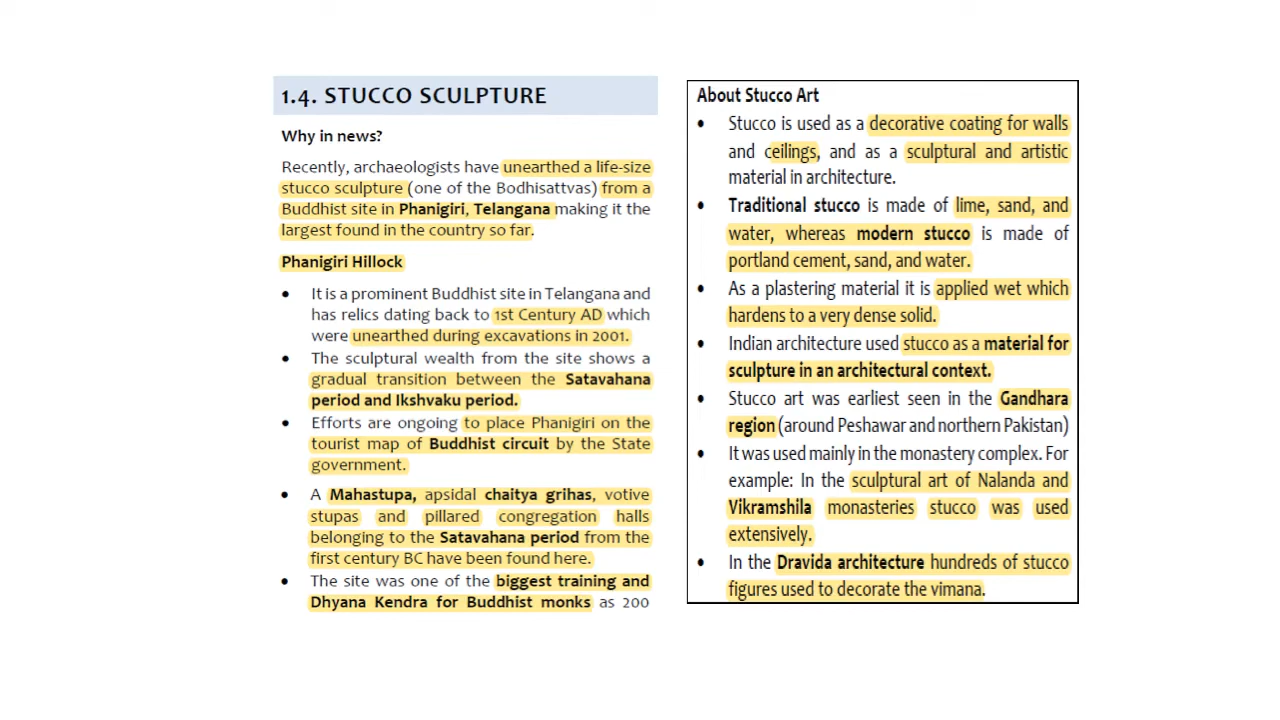 1.4. STUCCO SCULPTURE
Why in news?
Recently, archaeologists have unearthed a life-size
stucco sculpture (one of the Bodhisattvas) from a
Buddhist site in Phanigiri, Telangana making it the
largest found in the country so far.
Phanigiri Hillock
• It is a prominent Buddhist site in Telangana and
has relics dating back to 1st Century AD which
were unearthed during excavations in 2001.
• The sculptural wealth from the site shows a
gradual transition between the Satavahana
period and Ikshvaku period.
• Efforts are ongoing to place Phanigiri on the
tourist map of Buddhist circuit by the State
government.
• A Mahastupa, apsidal chaitya grihas, votive
stupas and pillared congregation halls
belonging to the Satavahana period from the
first century BC have been found here.
• The site was one of the biggest training and
Dhyana Kendra for Buddhist monks as 200
About Stucco Art
• Stucco is used as a decorative coating for walls
and ceilings, and as a sculptural and artistic
material in architecture.
• Traditional stucco is made of lime, sand, and
water, whereas modern stucco is made of
portland cement, sand, and water.
• As a plastering material it is applied wet which
hardens to a very dense solid.
• Indian architecture used stucco as a material for
sculpture in an architectural context.
• Stucco art was earliest seen in the Gandhara
region (around Peshawar and northern Pakistan)
• It was used mainly in the monastery complex. For
example: In the sculptural art of Nalanda and
Vikramshila monasteries stucco was used
extensively.
• In the Dravida architecture hundreds of stucco
figures used to decorate the vimana.